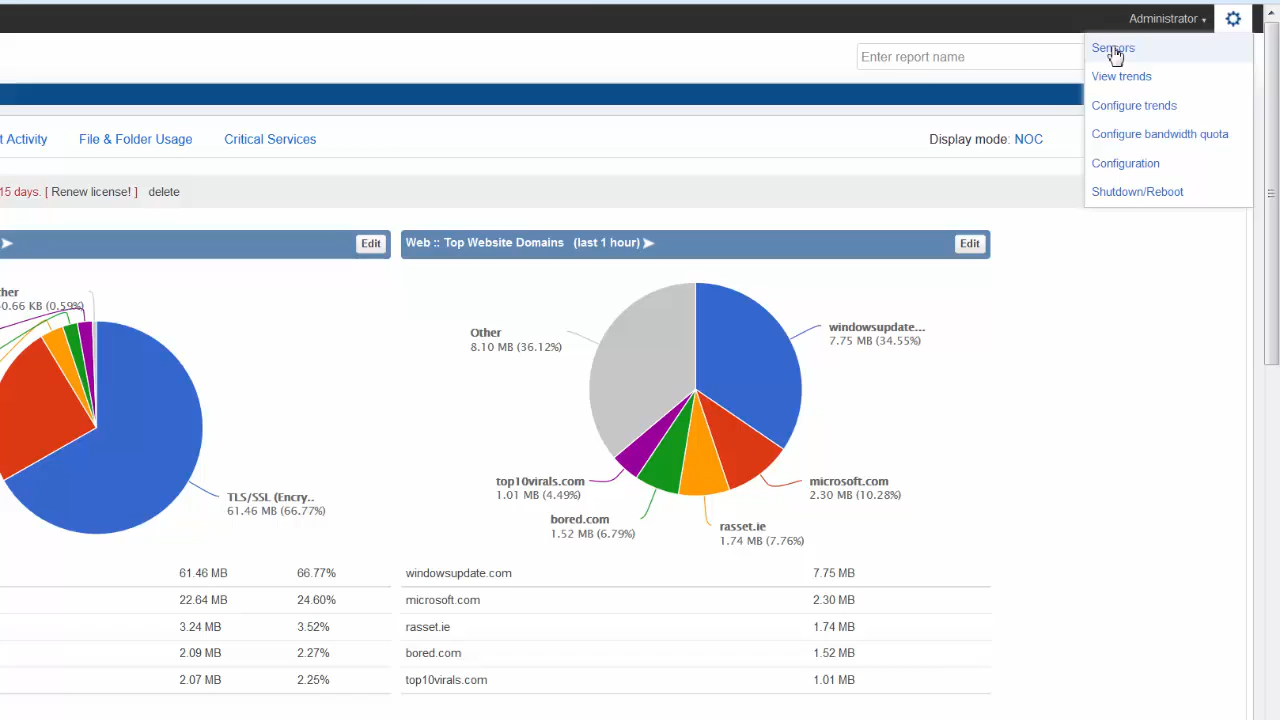 Administrator
Enter report name
Sensors
View trends
Configure trends
Configure bandwidth quota
Configuration
Shutdown/Reboot
t Activity
File & Folder Usage
Critical Services
Display mode: NOC
15 days. [ Renew license! ] delete
Edit
Web :: Top Website Domains (last 1 hour)
Edit
her
0.66 KB (0.59%)
TLS/SSL (Encry..
61.46 MB (66.77%)
Other
8.10 MB (36.12%)
windowsupdate...
7.75 MB (34.55%)
top10virals.com
1.01 MB (4.49%)
microsoft.com
2.30 MB (10.28%)
bored.com
1.52 MB (6.79%)
rasset.ie
1.74 MB (7.76%)
61.46 MB 66.77%
22.64 MB 24.60%
3.24 MB 3.52%
2.09 MB 2.27%
2.07 MB 2.25%
windowsupdate.com 7.75 MB
microsoft.com 2.30 MB
rasset.ie 1.74 MB
bored.com 1.52 MB
top10virals.com 1.01 MB